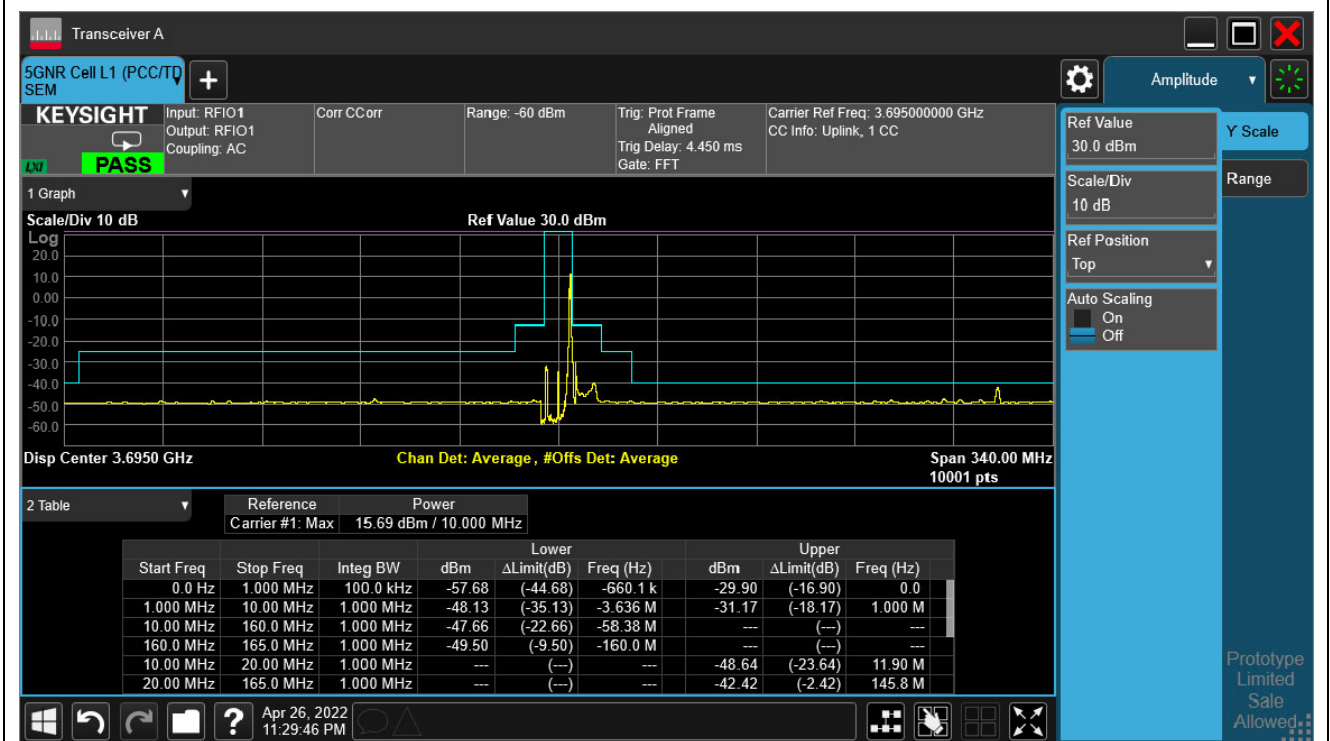 Transceiver A
5GNR Cell L1 (PCC/TD
SEM
+
Amplitude
KEYSIGHT
LXI
PASS
Input: RFIO1
Output: RFIO1
Coupling: AC
Corr CCorr
Range: -60 dBm
Trig: Prot Frame
Aligned
Trig Delay: 4.450 ms
Gate: FFT
Carrier Ref Freq: 3.695000000 GHz
CC Info: Uplink, 1 CC
Ref Value
30.0 dBm
Scale/Div
10 dB
Ref Position
Top
Auto Scaling
On
Off
Y Scale
Range
1 Graph
Scale/Div 10 dB
Ref Value 30.0 dBm
Log
20.0
10.0
0.00
-10.0
-20.0
-30.0
-40.0
-50.0
-60.0
Disp Center 3.6950 GHz
Chan Det: Average , #Offs Det: Average
Span 340.00 MHz
10001 pts
2 Table
Reference Power
Carrier #1: Max 15.69 dBm / 10.000 MHz
Lower Upper
Start Freq Stop Freq Integ BW dBm ΔLimit(dB) Freq (Hz) dBm ΔLimit(dB) Freq (Hz)
0.0 Hz 1.000 MHz 100.0 kHz -57.68 (-44.68) -660.1 k -29.90 (-16.90) 0.0
1.000 MHz 10.00 MHz 1.000 MHz -48.13 (-35.13) -3.636 M -31.17 (-18.17) 1.000 M
10.00 MHz 160.0 MHz 1.000 MHz -47.66 (-22.66) -58.38 M --- (---) ---
160.0 MHz 165.0 MHz 1.000 MHz -49.50 (-9.50) -160.0 M --- (---) ---
10.00 MHz 20.00 MHz 1.000 MHz --- (---) --- -48.64 (-23.64) 11.90 M
20.00 MHz 165.0 MHz 1.000 MHz --- (---) --- -42.42 (-2.42) 145.8 M
Prototype
Limited
Sale
Allowed
?
Apr 26, 2022
11:29:46 PM